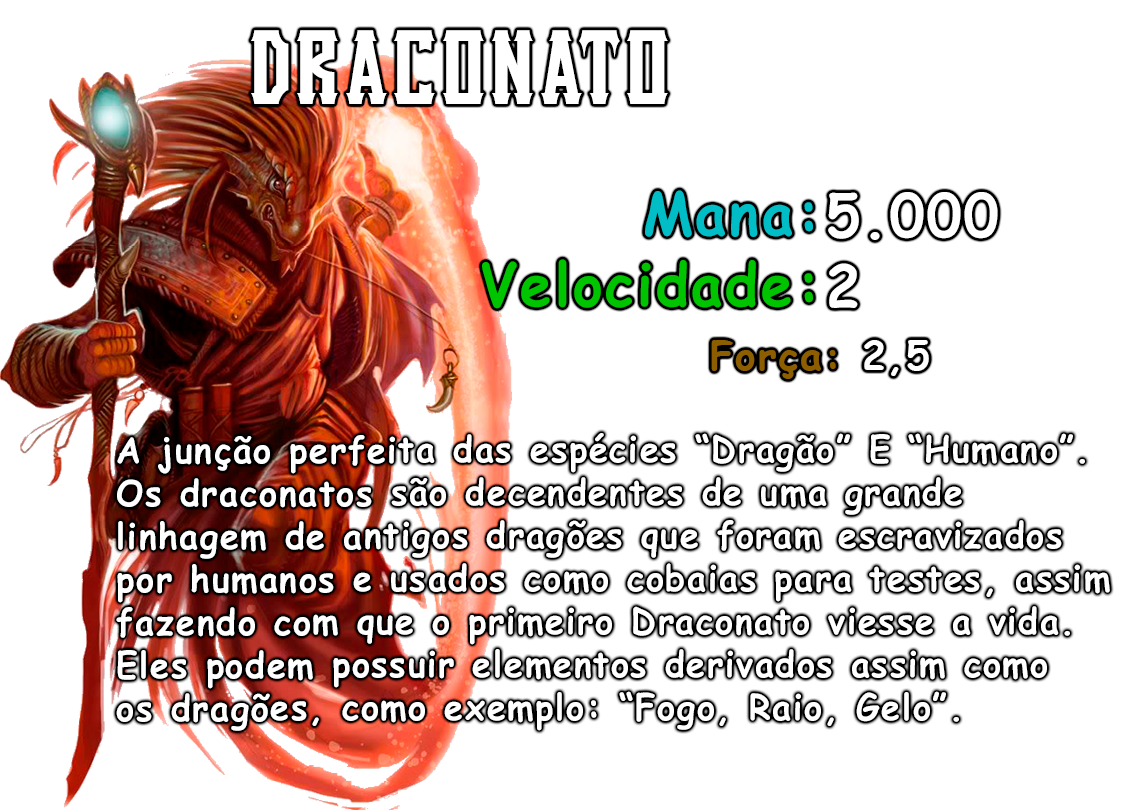 DRACONATO
Mana:5.000
Velocidade:2
Força: 2,5
A junção perfeita das espécies “Dragão” E “Humano”.
Os draconatos são decendentes de uma grande
linhagem de antigos dragões que foram escravizados
por humanos e usados como cobaias para testes, assim
fazendo com que o primeiro Draconato viesse a vida.
Eles podem possuir elementos derivados assim como
os dragões, como exemplo: “Fogo, Raio, Gelo”.